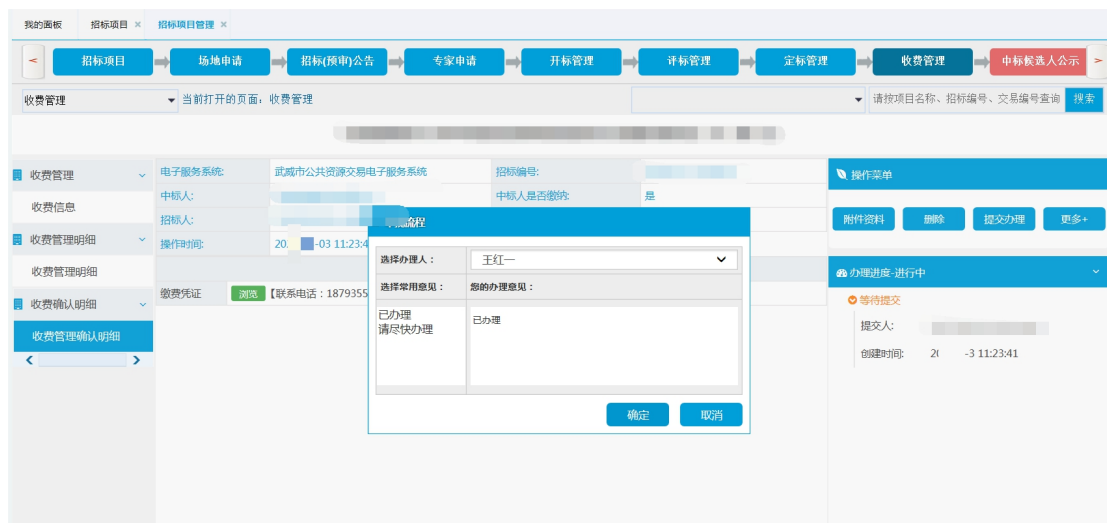 我的面板 招标项目 × 招标项目管理 ×
< 招标项目 场地申请 招标(预审)公告 专家申请 开标管理 评标管理 定标管理 收费管理 中标候选人公示 >
收费管理 当前打开的页面：收费管理 请按项目名称、招标编号、交易编号查询 搜索
收费管理
收费信息
收费管理明细
收费管理明细
收费确认明细
收费管理确认明细
电子服务系统: 武威市公共资源交易电子服务系统 招标编号:
中标人: 中标人是否缴纳: 是
招标人:
操作时间: 20 -03 11:23:4
缴费凭证 浏览 【联系电话：1879355
流程
选择办理人： 王红一
选择常用意见： 您的办理意见：
已办理 已办理
请尽快办理
确定 取消
操作菜单
附件资料 删除 提交办理 更多+
办理进度-进行中
等待提交
提交人:
创建时间: 2 -3 11:23:41